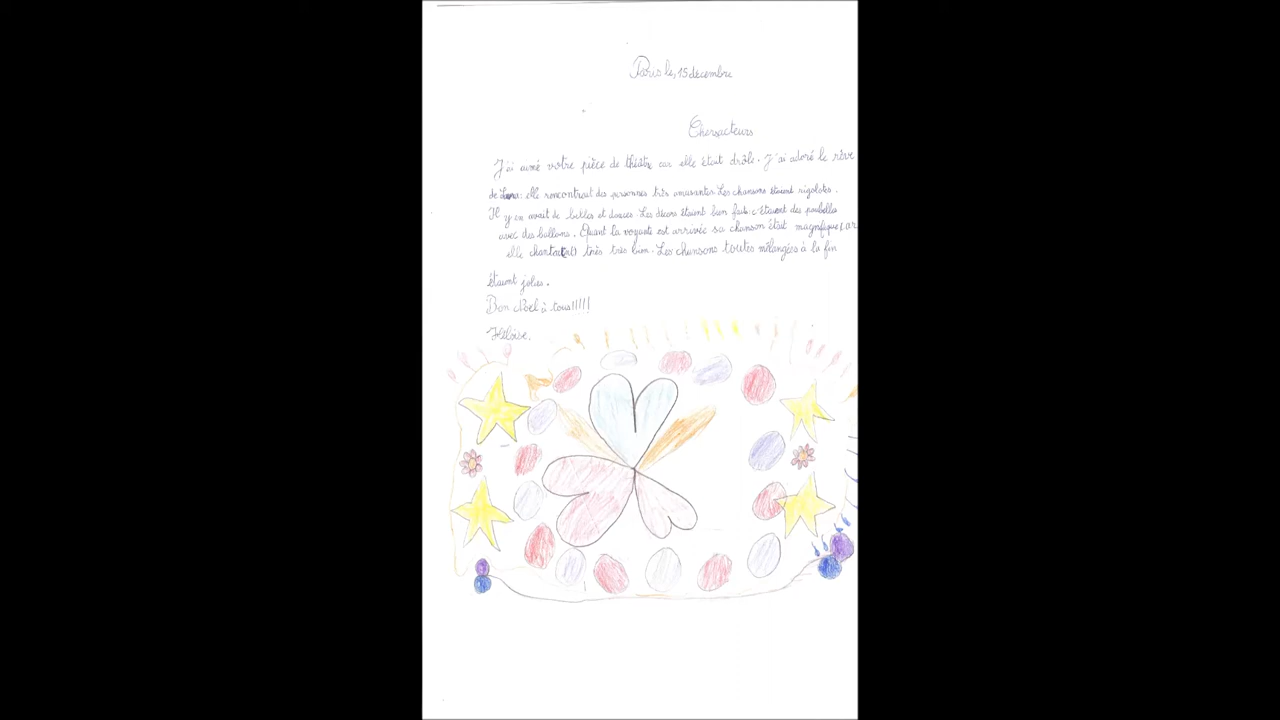 Paris le, 15 décembre
Chers acteurs
J'ai aimé votre pièce de théâtre car elle était drôle. J'ai adoré le rêve
de Luna : elle rencontrait des personnes très amusantes. Les chansons étaient rigolotes.
Il y en avait de belles et douces. Les décors étaient bien faits : c'étaient des poubelles
avec des ballons. Quant la voyante est arrivée sa chanson était magnifique car
elle chantait très très bien. Les chansons toutes mélangées à la fin
étaient jolies.
Bon Noël à tous!!!!!
Héloïse.